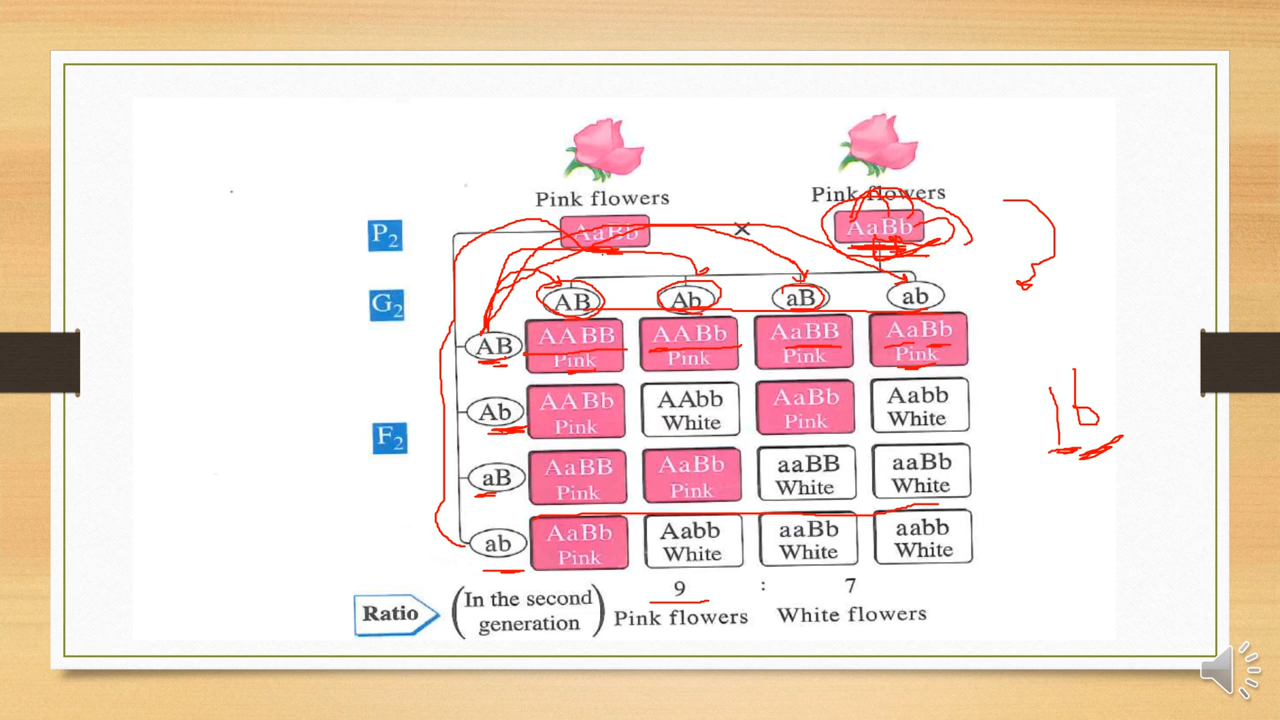 Pink flowers Pink flowers
P2 AaBb × AaBb
G2 AB Ab aB ab
AB AABB AABb AaBB AaBb
Pink Pink Pink Pink
Ab AABb AAbb AaBb Aabb
Pink White Pink White
F2
aB AaBB AaBb aaBB aaBb
Pink Pink White White
ab AaBb Aabb aaBb aabb
Pink White White White
Ratio (In the second generation) 9 : 7
Pink flowers White flowers
16